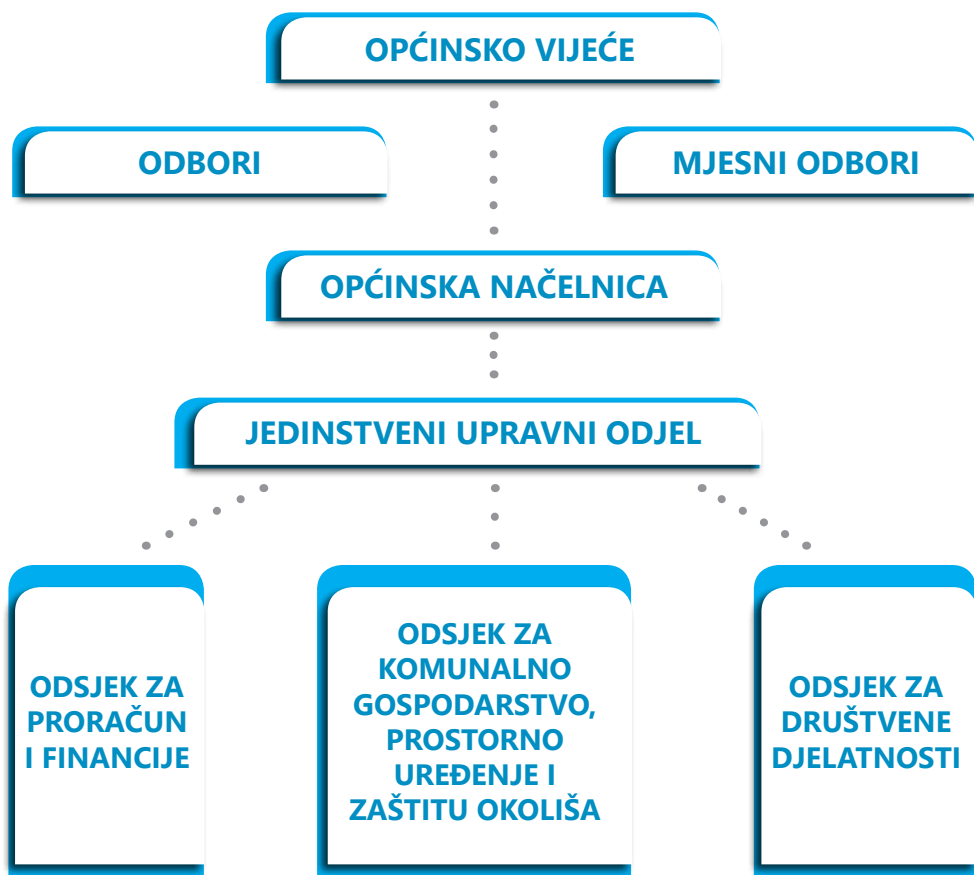 OPĆINSKO VIJEĆE
ODBORI
MJESNI ODBORI
OPĆINSKA NAČELNICA
JEDINSTVENI UPRAVNI ODJEL
ODSJEK ZA
PRORAČUN
I FINANCIJE
ODSJEK ZA
KOMUNALNO
GOSPODARSTVO,
PROSTORNO
UREĐENJE I
ZAŠTITU OKOLIŠA
ODSJEK ZA
DRUŠTVENE
DJELATNOSTI